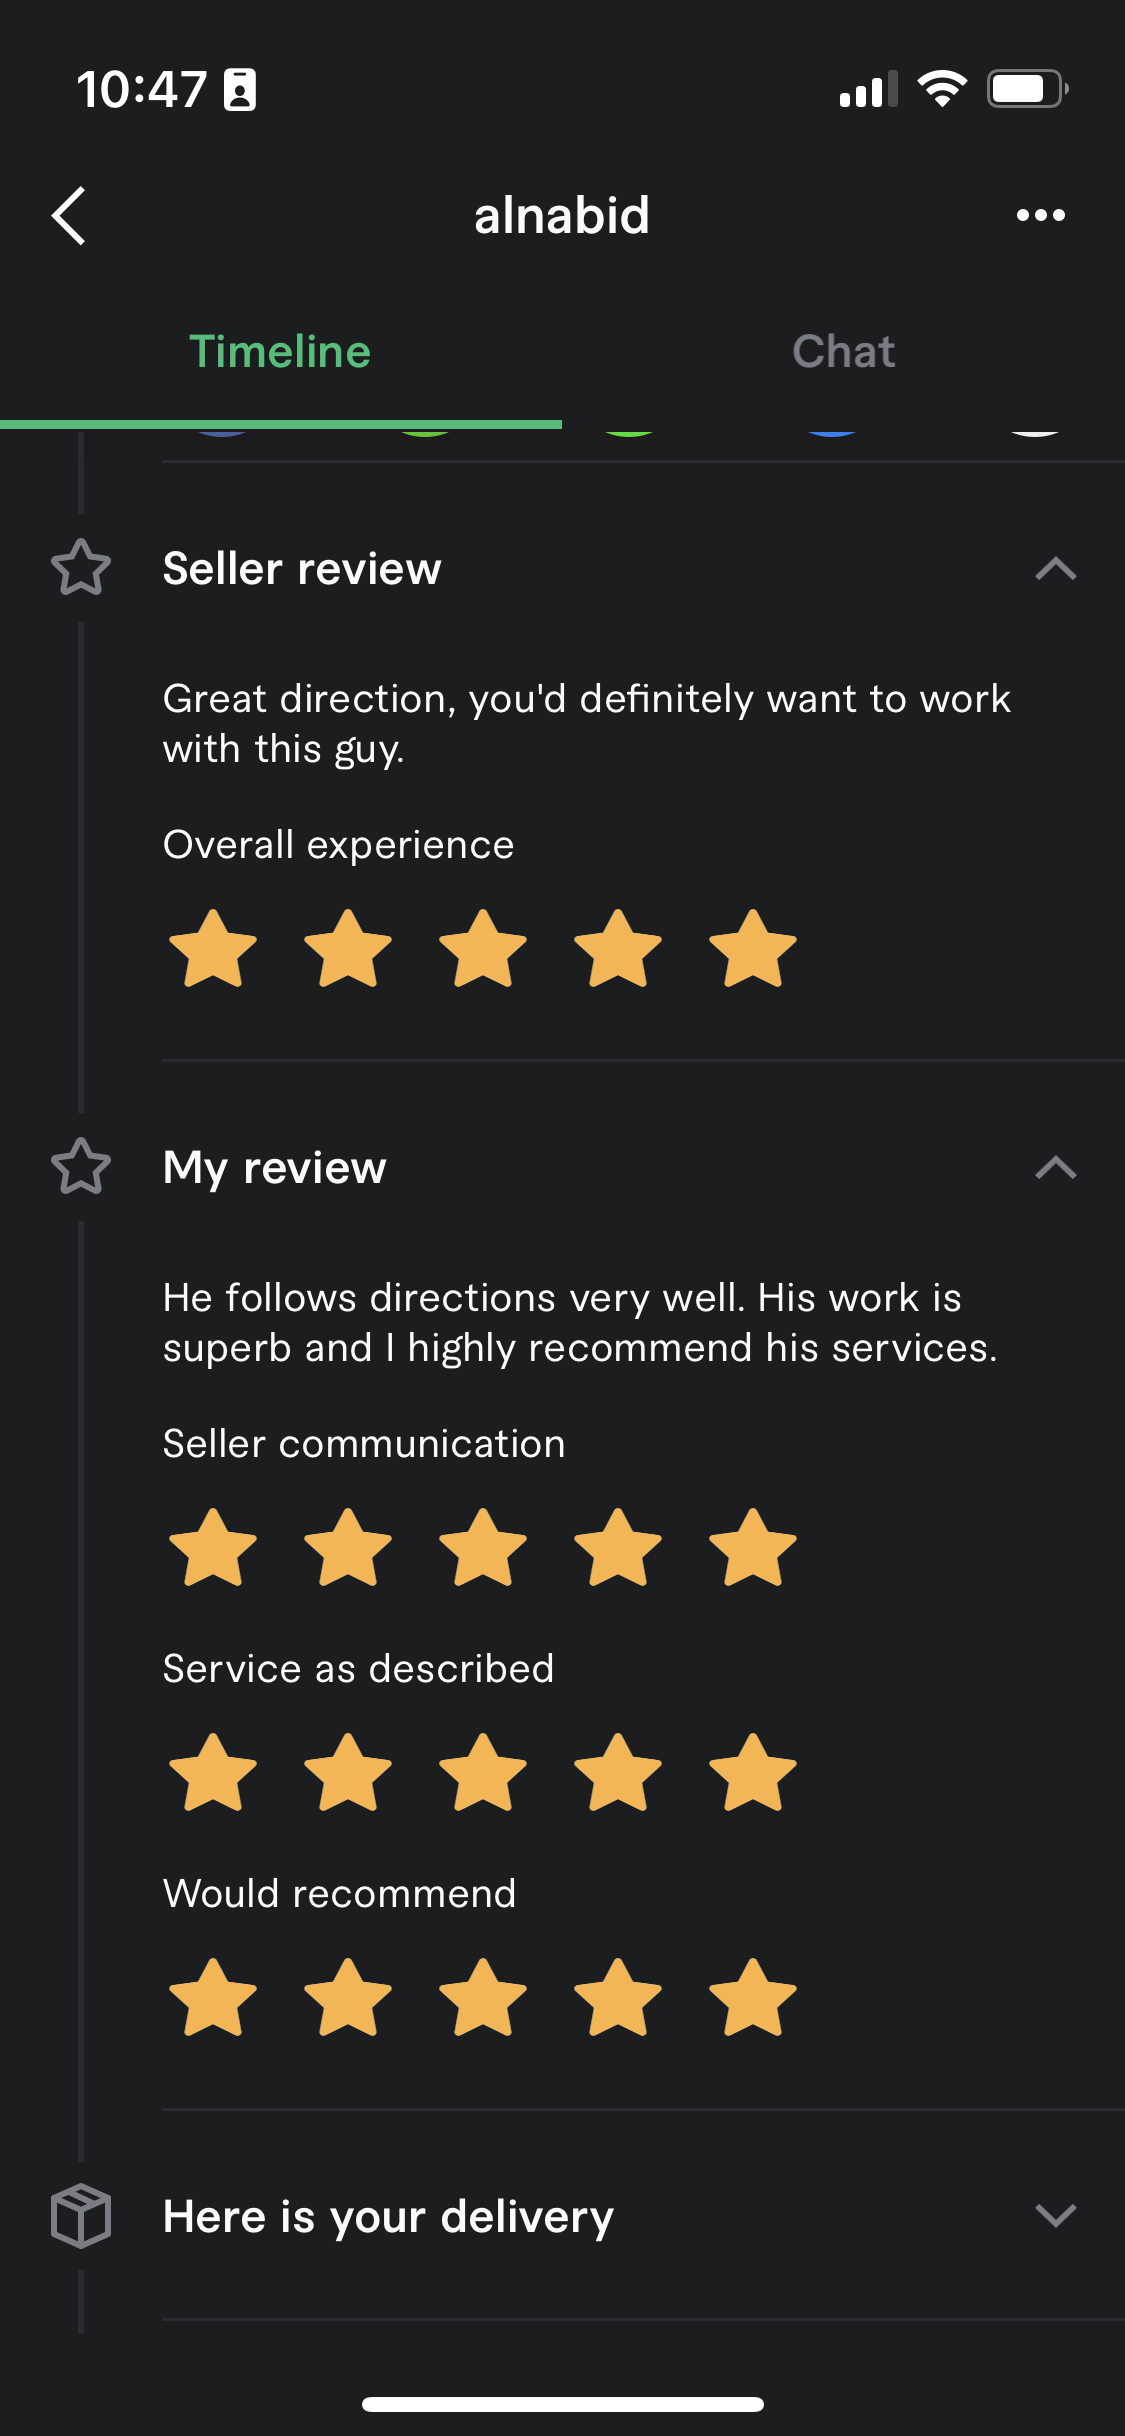 10:47
alnabid
Timeline
Chat
Seller review
Great direction, you'd definitely want to work
with this guy.
Overall experience
My review
He follows directions very well. His work is
superb and I highly recommend his services.
Seller communication
Service as described
Would recommend
Here is your delivery